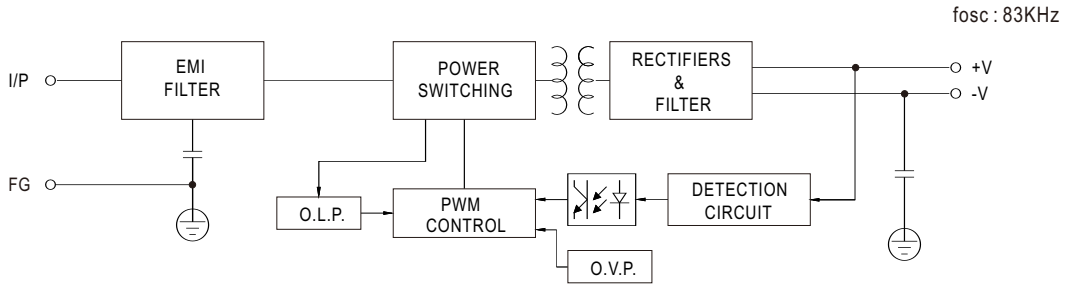 fosc : 83KHz
I/P
EMI
FILTER
POWER
SWITCHING
RECTIFIERS
&
FILTER
+V
-V
FG
O.L.P.
PWM
CONTROL
DETECTION
CIRCUIT
O.V.P.